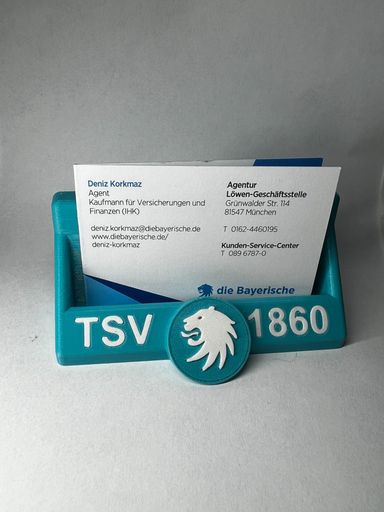 Deniz Korkmaz
Agent
Kaufmann für Versicherungen und
Finanzen (IHK)
deniz.korkmaz@diebayerische.de
www.diebayerische.de/
deniz-korkmaz
Agentur
Löwen-Geschäftsstelle
Grünwalder Str. 114
81547 München
T 0162-4460195
Kunden-Service-Center
T 089 6787-0
die Bayerische
TSV 1860